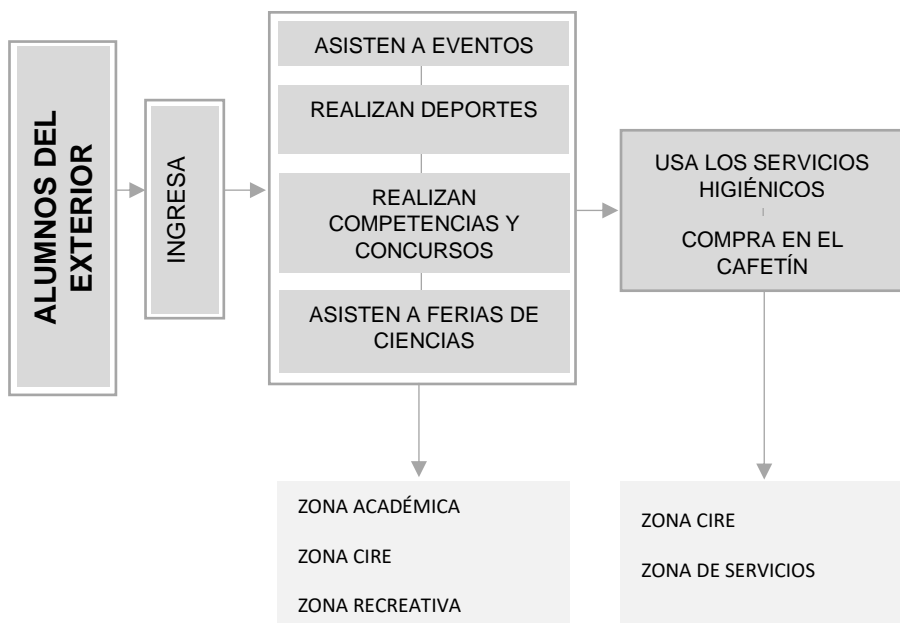 ALUMNOS DEL
EXTERIOR
INGRESA
ASISTEN A EVENTOS
REALIZAN DEPORTES
REALIZAN
COMPETENCIAS Y
CONCURSOS
ASISTEN A FERIAS DE
CIENCIAS
USA LOS SERVICIOS
HIGIÉNICOS
COMPRA EN EL
CAFETÍN
ZONA ACADÉMICA
ZONA CIRE
ZONA RECREATIVA
ZONA CIRE
ZONA DE SERVICIOS